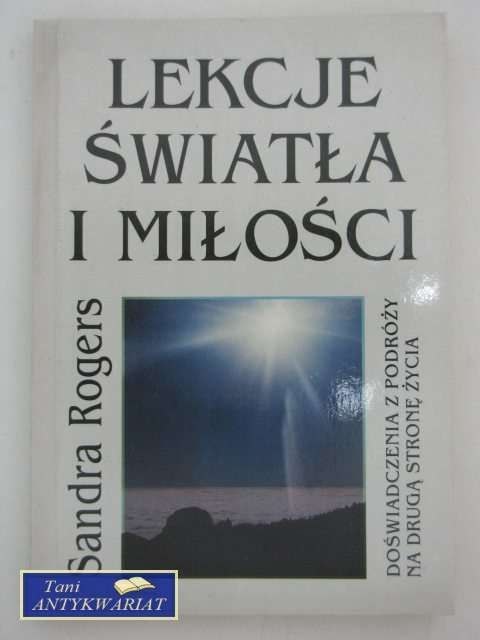 LEKCJE
ŚWIATŁA
I MIŁOŚCI
Sandra Rogers
DOŚWIADCZENIA Z PODRÓŻY
NA DRUGĄ STRONĘ ŻYCIA
Tani
ANTYKWARIAT